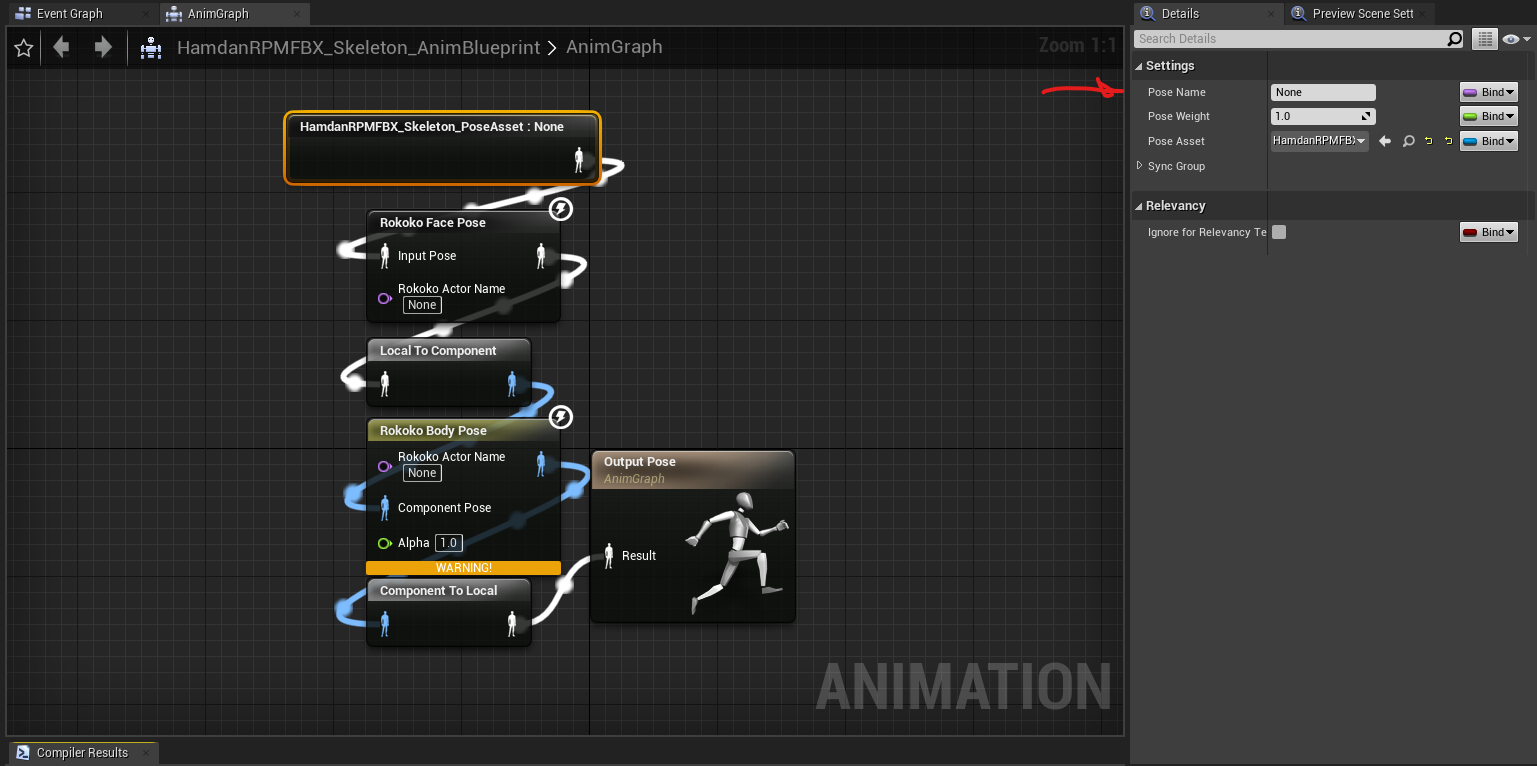 Event Graph
AnimGraph
Details
Preview Scene Sett
HamdanRPMFBX_Skeleton_AnimBlueprint > AnimGraph
Zoom 1:1
Search Details
Settings
Pose Name
None
Bind
Pose Weight
1.0
Bind
Pose Asset
HamdanRPMFBX
Bind
Sync Group
Relevancy
Ignore for Relevancy Te
Bind
HamdanRPMFBX_Skeleton_PoseAsset : None
Rokoko Face Pose
Input Pose
Rokoko Actor Name
None
Local To Component
Rokoko Body Pose
Rokoko Actor Name
None
Component Pose
Alpha 1.0
WARNING!
Component To Local
Output Pose
AnimGraph
Result
ANIMATION
Compiler Results